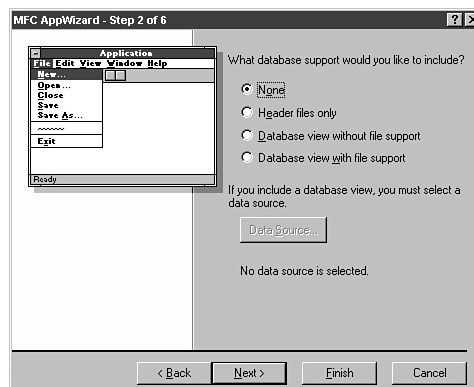 MFC AppWizard - Step 2 of 6
Application
File Edit View Window Help
New...
Open...
Close
Save
Save As...
Exit
Ready
What database support would you like to include?
None
Header files only
Database view without file support
Database view with file support
If you include a database view, you must select a
data source.
Data Source...
No data source is selected.
< Back
Next >
Finish
Cancel